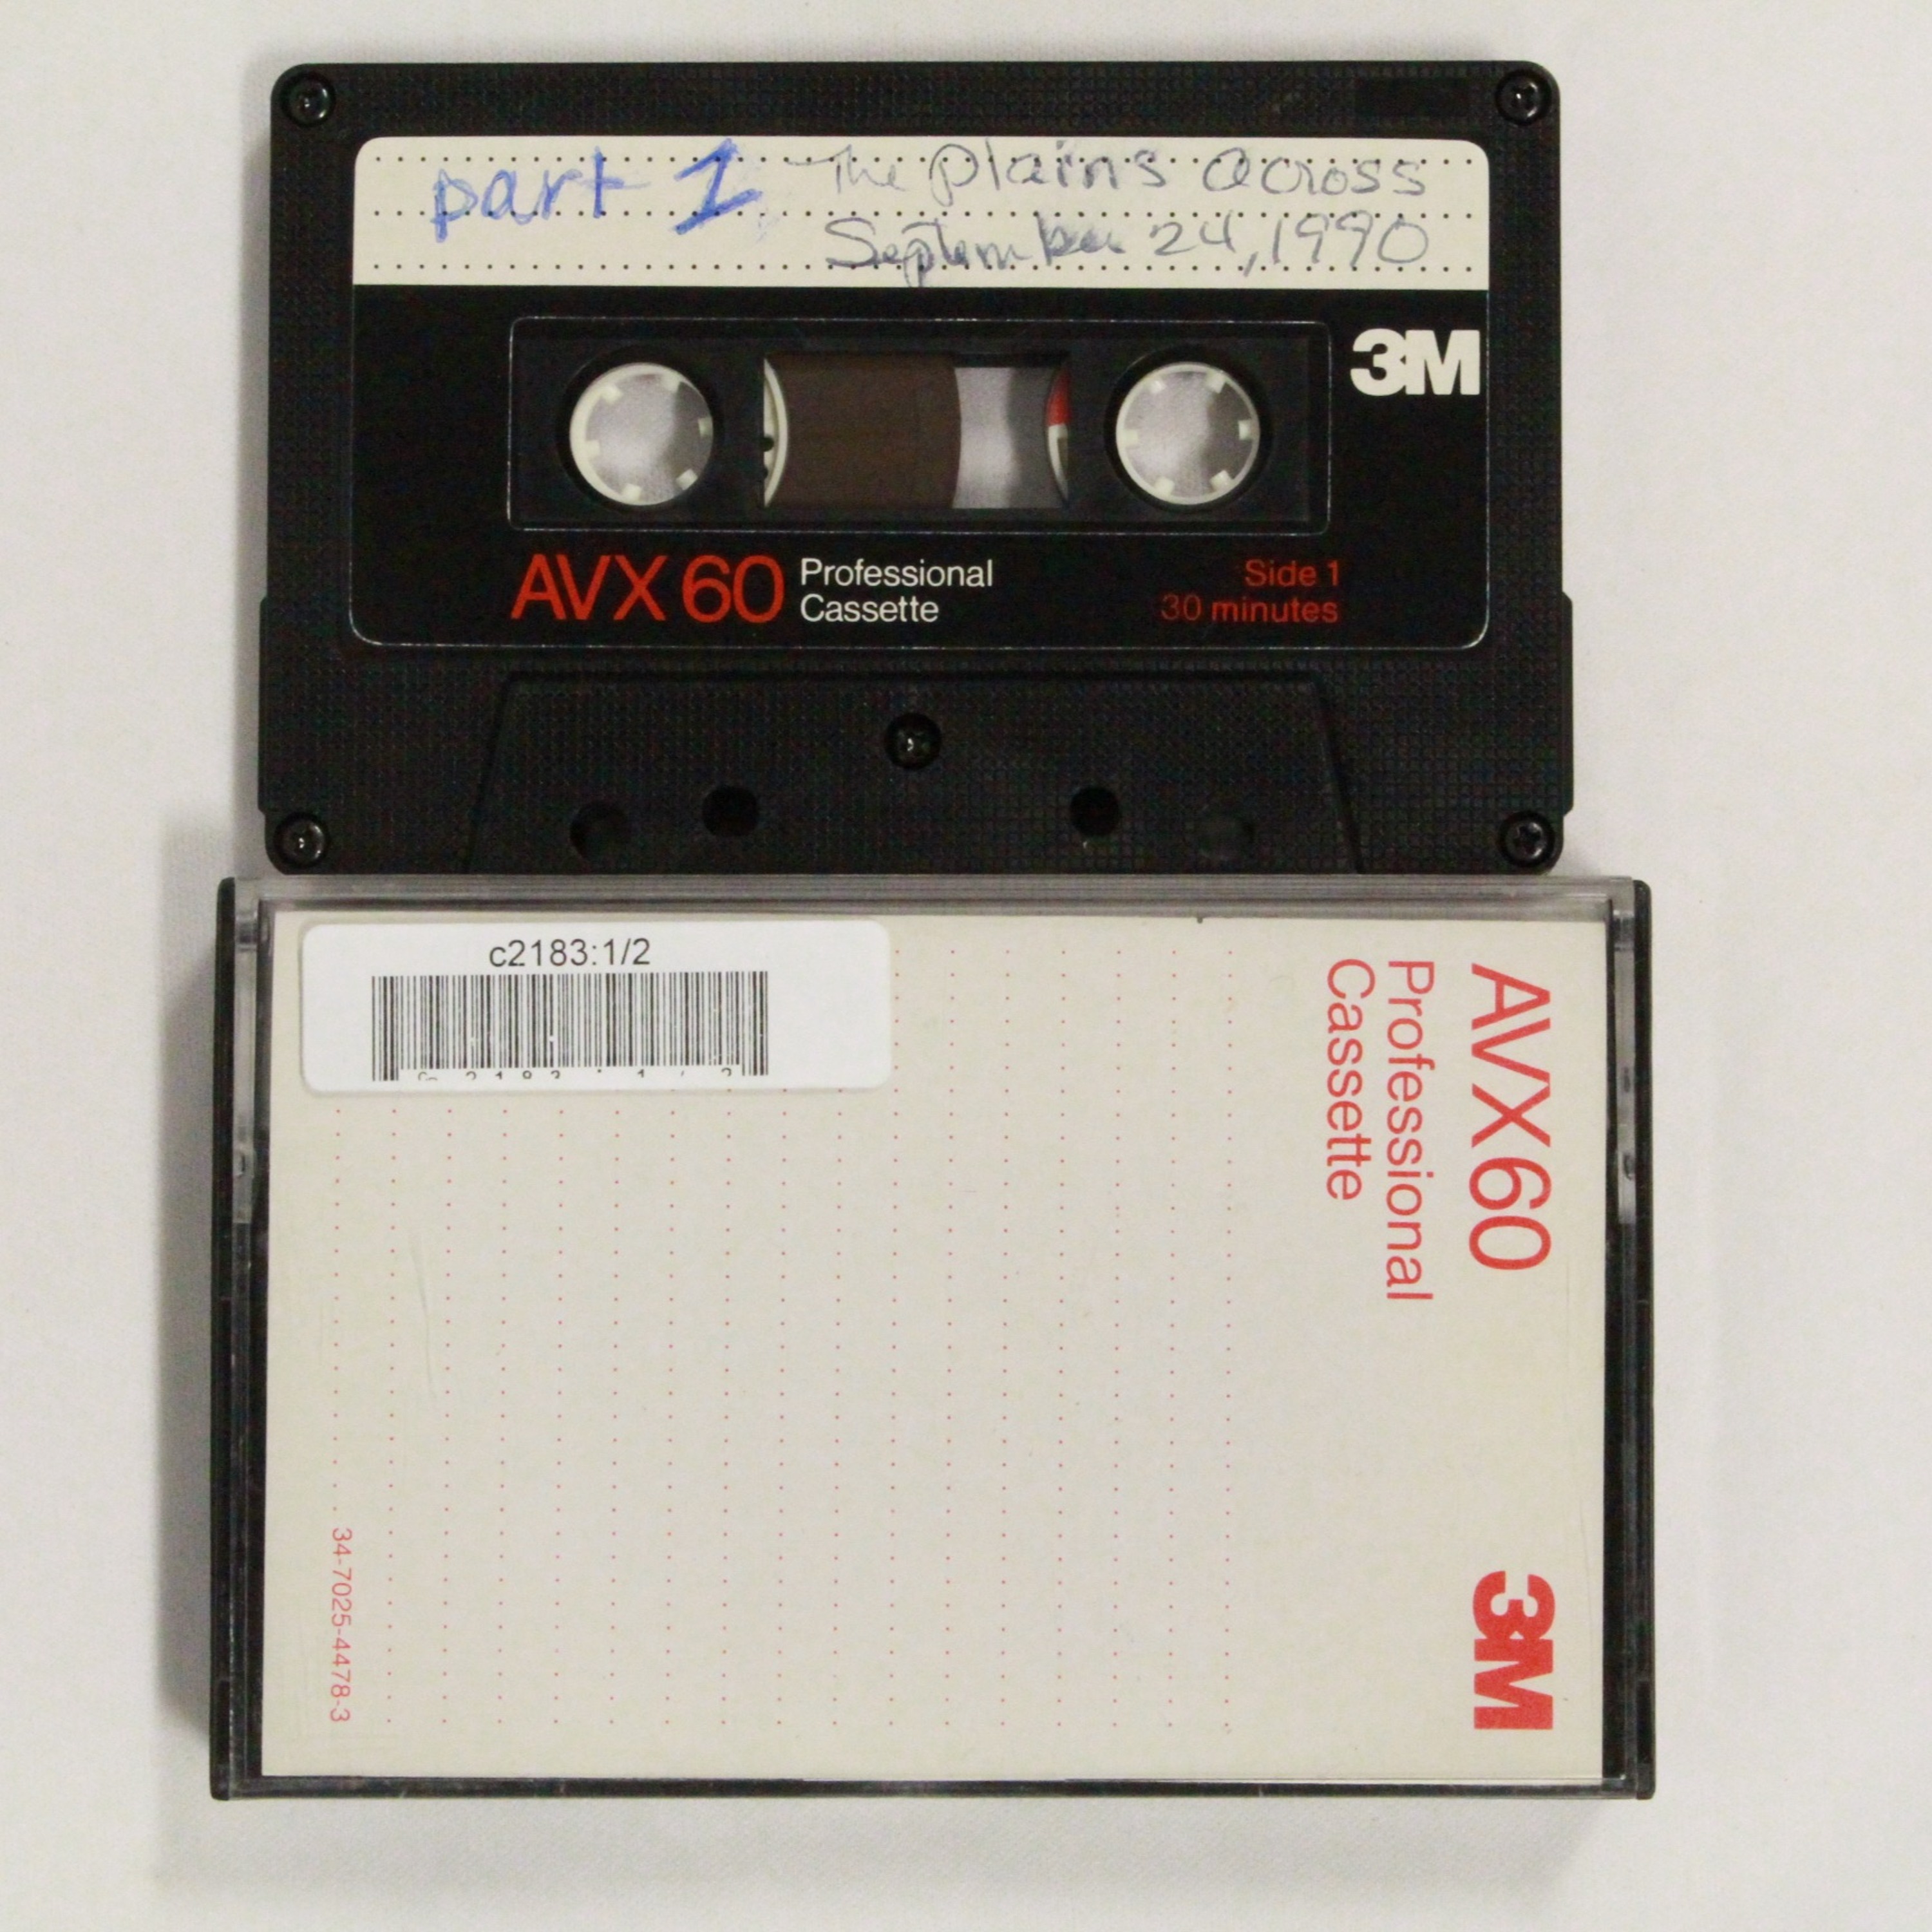 part 1 The plains across
September 24, 1990
3M
AVX 60 Professional Cassette
Side 1
30 minutes
c2183:1/2
AVX 60
Professional
Cassette
3M
34-7025-4478-3